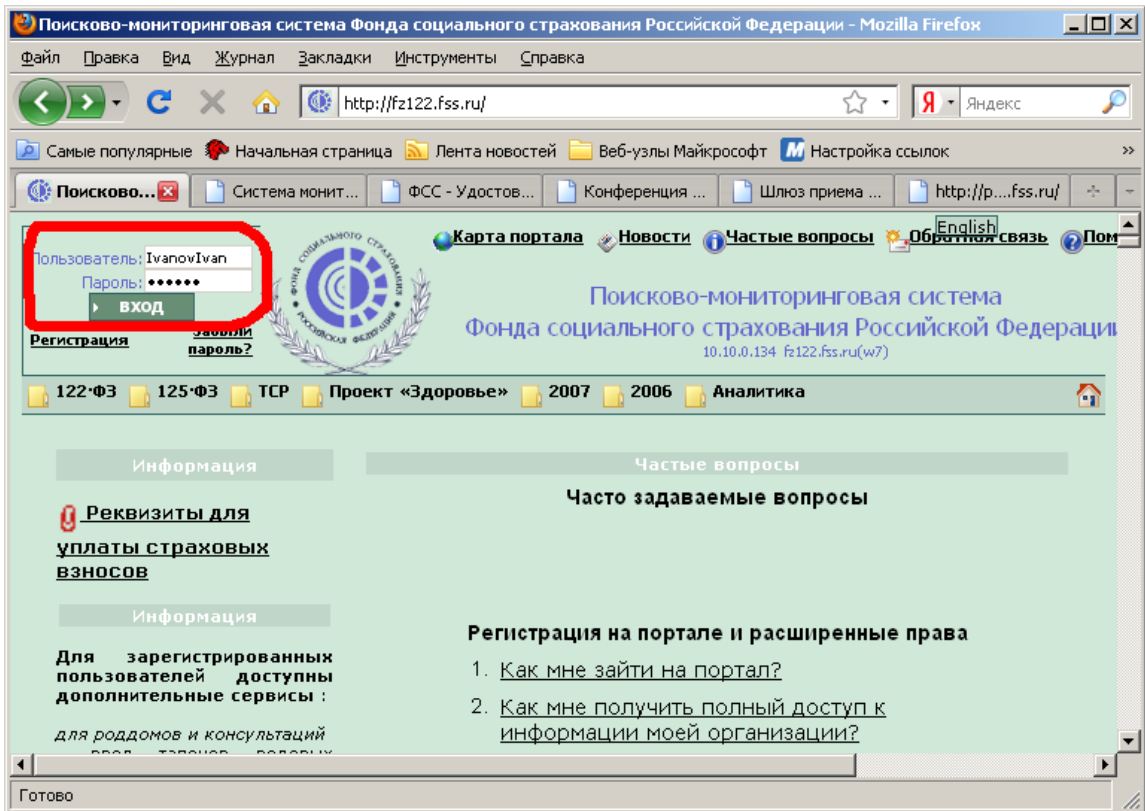 Поисково-мониторинговая система Фонда социального страхования Российской Федерации - Mozilla Firefox
Файл Правка Вид Журнал Закладки Инструменты Справка
http://fz122.fss.ru/ Я Яндекс
Самые популярные Начальная страница Лента новостей Веб-узлы Майкрософт Настройка ссылок »
Поисково... Система монит... ФСС - Удостов... Конференция ... Шлюз приема ... http://p....fss.ru/
English
Карта портала Новости Частые вопросы Обратная связь Пом
Пользователь: IvanovIvan
Пароль: ••••••
ВХОД
Регистрация Забыли пароль?
ФОНД СОЦИАЛЬНОГО СТРАХОВАНИЯ РОССИЙСКОЙ ФЕДЕРАЦИИ
Поисково-мониторинговая система
Фонда социального страхования Российской Федерации
10.10.0.134 fz122.fss.ru(w7)
122-ФЗ 125-ФЗ ТСР Проект «Здоровье» 2007 2006 Аналитика
Информация
Реквизиты для
уплаты страховых
взносов
Информация
Для зарегистрированных
пользователей доступны
дополнительные сервисы :
для роддомов и консультаций
Частые вопросы
Часто задаваемые вопросы
Регистрация на портале и расширенные права
1. Как мне зайти на портал?
2. Как мне получить полный доступ к
информации моей организации?
Готово